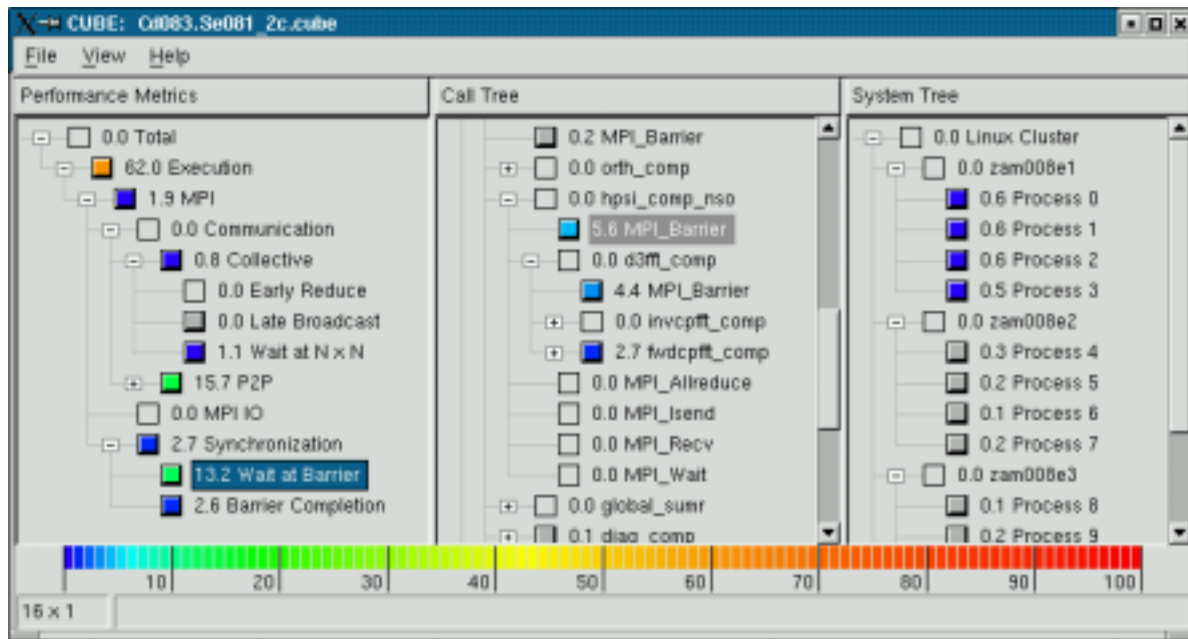 CUBE: Cd083.Se081_2c.cube
File View Help
Performance Metrics
0.0 Total
62.0 Execution
1.9 MPI
0.0 Communication
0.8 Collective
0.0 Early Reduce
0.0 Late Broadcast
1.1 Wait at N x N
15.7 P2P
0.0 MPI IO
2.7 Synchronization
13.2 Wait at Barrier
2.6 Barrier Completion
Call Tree
0.2 MPI_Barrier
0.0 orth_comp
0.0 hpsi_comp_nso
5.6 MPI_Barrier
0.0 d3fft_comp
4.4 MPI_Barrier
0.0 invcpfft_comp
2.7 fwdcpfft_comp
0.0 MPI_Allreduce
0.0 MPI_Isend
0.0 MPI_Recv
0.0 MPI_Wait
0.0 global_sumr
0.1 diag_comp
System Tree
0.0 Linux Cluster
0.0 zam008e1
0.6 Process 0
0.6 Process 1
0.6 Process 2
0.5 Process 3
0.0 zam008e2
0.3 Process 4
0.2 Process 5
0.1 Process 6
0.2 Process 7
0.0 zam008e3
0.1 Process 8
0.2 Process 9
10 20 30 40 50 60 70 80 90 100
16 x 1